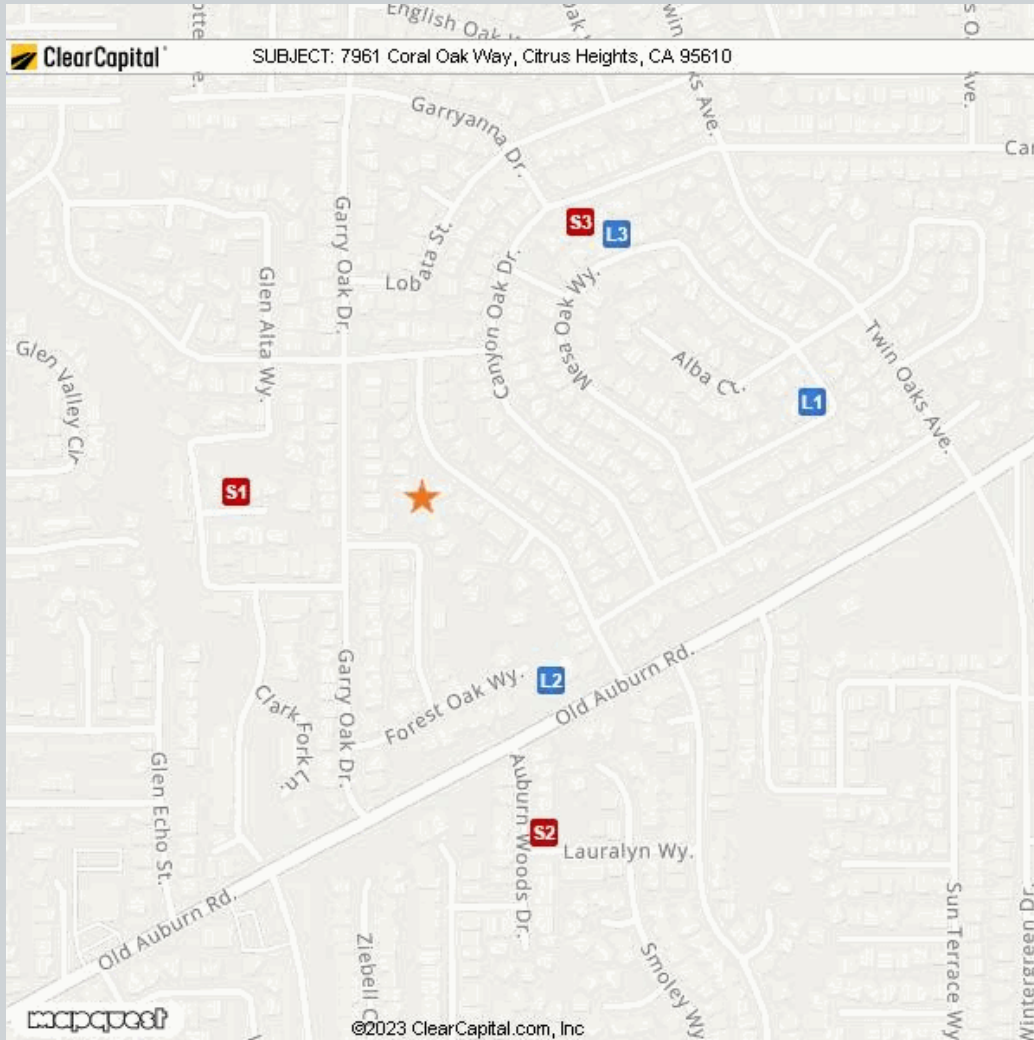 English Oak
ClearCapital
SUBJECT: 7961 Coral Oak Way, Citrus Heights, CA 95610
Ave.
Garryanna Dr.
Garry Oak Dr.
Lobata St.
S3
L3
Glen Alta Wy.
Canyon Oak Dr.
Mesa Oak Wy.
Glen Valley Cir
Alba Ct.
Twin Oaks Ave.
L1
S1
Garry Oak Dr.
Forest Oak Wy.
L2
Old Auburn Rd.
Clark Fork Ln.
Glen Echo St.
Auburn Woods Dr.
S2
Lauralyn Wy.
Old Auburn Rd.
Ziebell
Smoley Wy
Sun Terrace Wy
mapquest
©2023 ClearCapital.com, Inc